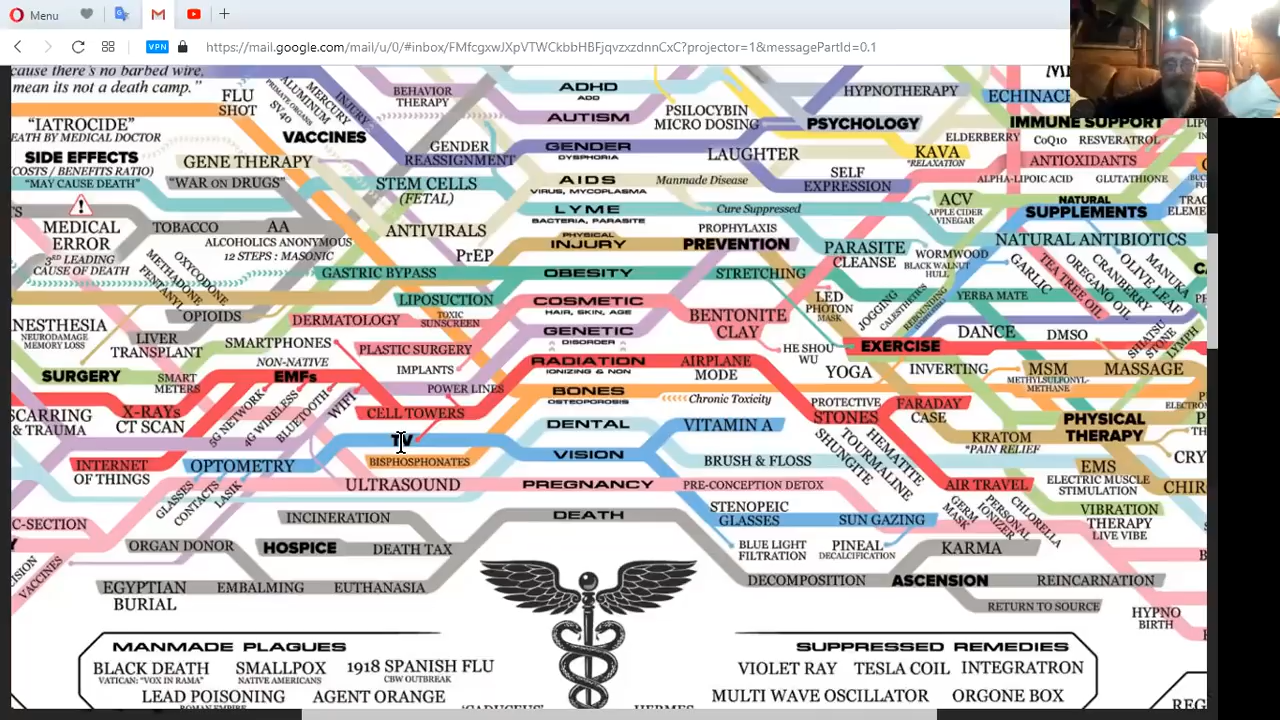 Menu
VPN
https://mail.google.com/mail/u/0/#inbox/FMfcgxwJXpVTWCkbbHBFjqvzxzdnnCxC?projector=1&messagePartId=0.1
cause there's no barbed wire,
mean its not a death camp."
FLU
SHOT
"IATROCIDE"
EATH BY MEDICAL DOCTOR
SIDE EFFECTS
(COSTS / BENEFITS RATIO)
"MAY CAUSE DEATH"
ALUMINUM
MERCURY
INJURY
PRIMATE ORGANS
SV 40
VACCINES
GENE THERAPY
"WAR ON DRUGS"
BEHAVIOR
THERAPY
GENDER
REASSIGNMENT
STEM CELLS
(FETAL)
ANTIVIRALS
PrEP
MEDICAL
ERROR
3RD LEADING
CAUSE OF DEATH
TOBACCO
AA
ALCOHOLICS ANONYMOUS
12 STEPS : MASONIC
OXYCODONE
METHADONE
FENTANYL
OPIOIDS
GASTRIC BYPASS
LIPOSUCTION
DERMATOLOGY
TOXIC
SUNSCREEN
NESTHESIA
NEURODAMAGE
MEMORY LOSS
LIVER
TRANSPLANT
SMARTPHONES
PLASTIC SURGERY
NON-NATIVE
EMFs
IMPLANTS
SURGERY
SMART
METERS
POWER LINES
SCARRING
& TRAUMA
X-RAYs
CT SCAN
5G NETWORK
4G WIRELESS
BLUETOOTH
WIFI
CELL TOWERS
TV
INTERNET
OF THINGS
OPTOMETRY
BISPHOSPHONATES
GLASSES
CONTACTS
LASIK
ULTRASOUND
C-SECTION
INCINERATION
ORGAN DONOR
HOSPICE
DEATH TAX
VACCINES
EGYPTIAN
BURIAL
EMBALMING
EUTHANASIA
ADHD
ADD
AUTISM
GENDER
DYSPHORIA
AIDS
VIRUS, MYCOPLASMA
LYME
BACTERIA, PARASITE
PHYSICAL
INJURY
OBESITY
COSMETIC
HAIR, SKIN, AGE
GENETIC
DISORDER
RADIATION
IONIZING & NON
BONES
OSTEOPOROSIS
DENTAL
VISION
PREGNANCY
DEATH
PSILOCYBIN
MICRO DOSING
LAUGHTER
Manmade Disease
Cure Suppressed
PROPHYLAXIS
PREVENTION
STRETCHING
BENTONITE
CLAY
AIRPLANE
MODE
Chronic Toxicity
VITAMIN A
BRUSH & FLOSS
PRE-CONCEPTION DETOX
STENOPEIC
GLASSES
SUN GAZING
BLUE LIGHT
FILTRATION
PINEAL
DECALCIFICATION
DECOMPOSITION
ASCENSION
KARMA
REINCARNATION
RETURN TO SOURCE
HYPNOTHERAPY
PSYCHOLOGY
SELF
EXPRESSION
KAVA
"RELAXATION
ECHINAC
IMMUNE SUPPORT
ELDERBERRY
CoQ10
RESVERATROL
ANTIOXIDANTS
ALPHA-LIPOIC ACID
GLUTATHIONE
ACV
APPLE CIDER
VINEGAR
NATURAL
SUPPLEMENTS
NATURAL ANTIBIOTICS
PARASITE
CLEANSE
WORMWOOD
BLACK WALNUT
HULL
GARLIC
TEA TREE OIL
OREGANO OIL
CRANBERRY
OLIVE LEAF
MANUKA
LED
PHOTON
MASK
JOGGING
CALESTHETICS
REBOUNDING
YERBA MATE
HE SHOU
WU
EXERCISE
DANCE
DMSO
SHIATSU
STONE
LYMPH
YOGA
INVERTING
MSM
METHYLSULFONYL-
METHANE
MASSAGE
PROTECTIVE
STONES
FARADAY
CASE
HEMATITE
TOURMALINE
SHUNGITE
PHYSICAL
THERAPY
KRATOM
"PAIN RELIEF
CRY
EMS
ELECTRIC MUSCLE
STIMULATION
CHIR
AIR TRAVEL
GERM
MASK
PERSONAL
IONIZER
CHLORELLA
VIBRATION
THERAPY
LIVE VIBE
HYPNO
BIRTH
MANMADE PLAGUES
BLACK DEATH
VATICAN: "VOX IN RAMA"
SMALLPOX
NATIVE AMERICANS
1918 SPANISH FLU
CBW OUTBREAK
LEAD POISONING
ROMAN EMPIRE
AGENT ORANGE
'CADUCEUS'
HERMES
SUPPRESSED REMEDIES
VIOLET RAY
TESLA COIL
INTEGRATRON
MULTI WAVE OSCILLATOR
ORGONE BOX
REG